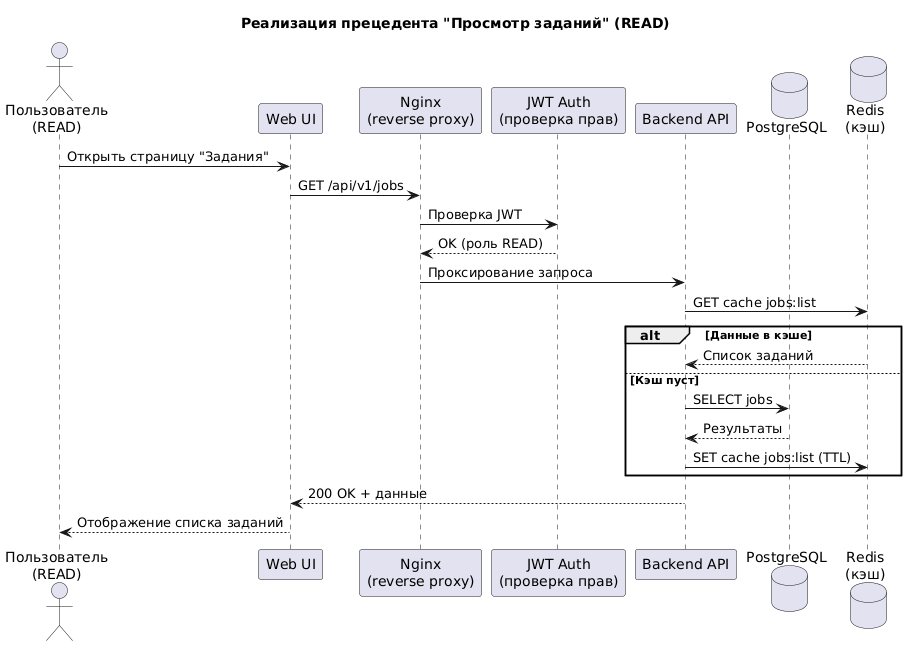 Реализация прецедента "Просмотр заданий" (READ)
Пользователь
(READ)
Web UI
Nginx
(reverse proxy)
JWT Auth
(проверка прав)
Backend API
PostgreSQL
Redis
(кэш)
Открыть страницу "Задания"
GET /api/v1/jobs
Проверка JWT
OK (роль READ)
Проксирование запроса
GET cache jobs:list
alt
[Данные в кэше]
Список заданий
[Кэш пуст]
SELECT jobs
Результаты
SET cache jobs:list (TTL)
200 OK + данные
Отображение списка заданий
Пользователь
(READ)
Web UI
Nginx
(reverse proxy)
JWT Auth
(проверка прав)
Backend API
PostgreSQL
Redis
(кэш)